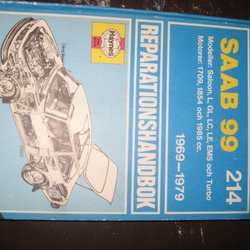 SAAB 99 214
Modeller: Saloon, L, GL, LC, LE, EMS och Turbo
Motorer: 1709, 1854 och 1985 cc.
1969–1979
REPARATIONSHANDBOK
Haynes